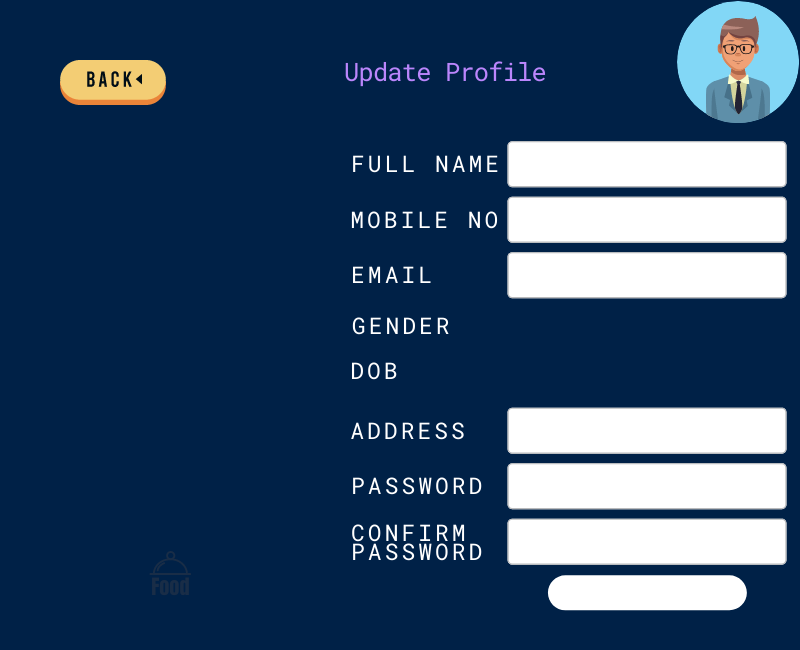 BACK
Update Profile
FULL NAME
MOBILE NO
EMAIL
GENDER
DOB
ADDRESS
PASSWORD
CONFIRM
PASSWORD
Food